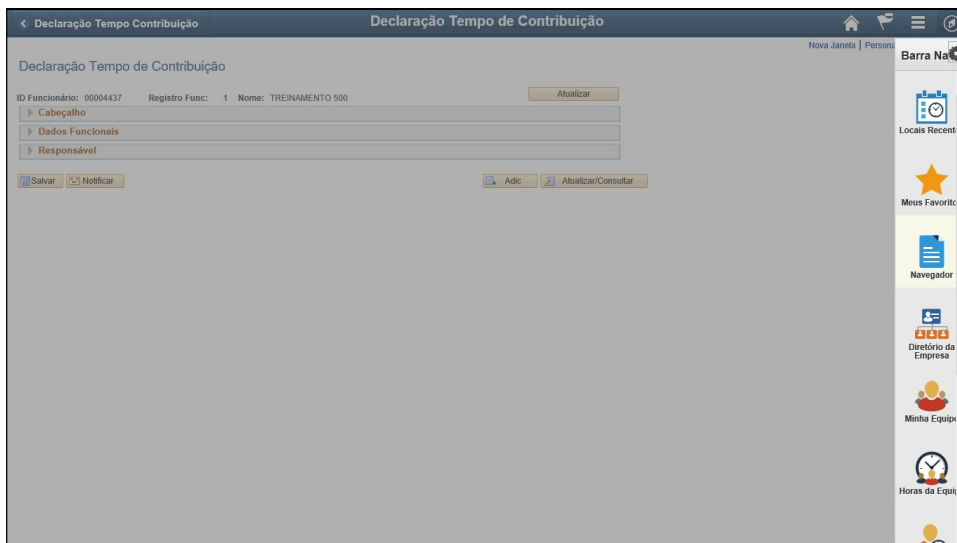 Declaração Tempo Contribuição
Declaração Tempo de Contribuição
Nova Janela | Persona
Barra Na
Declaração Tempo de Contribuição
ID Funcionário: 00004437 Registro Func: 1 Nome: TREINAMENTO 500
Atualizar
Cabeçalho
Dados Funcionais
Responsável
Salvar Notificar Adic Atualizar/Consultar
Locais Recent
Meus Favorito
Navegador
Diretório da
Empresa
Minha Equipe
Horas da Equi